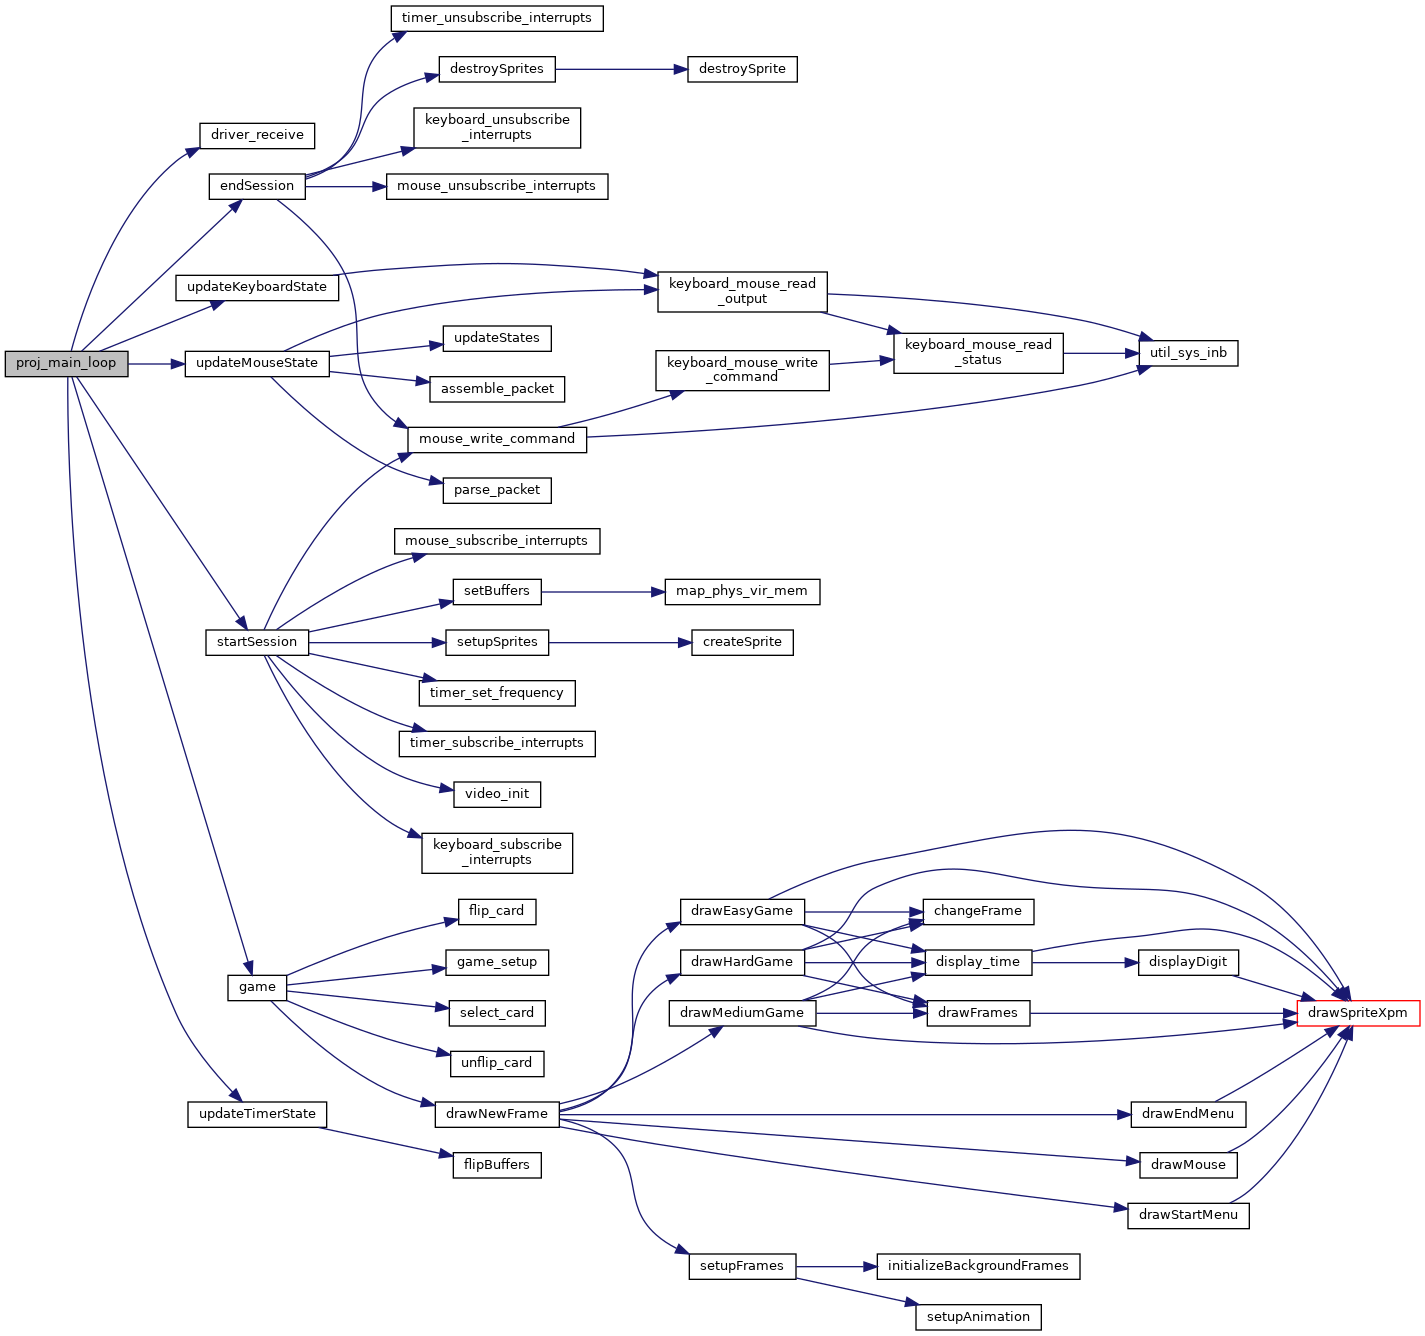 timer_unsubscribe_interrupts
destroySprites
destroySprite
keyboard_unsubscribe
_interrupts
driver_receive
endSession
mouse_unsubscribe_interrupts
updateKeyboardState
keyboard_mouse_read
_output
updateStates
keyboard_mouse_read
_status
util_sys_inb
proj_main_loop
updateMouseState
keyboard_mouse_write
_command
assemble_packet
mouse_write_command
parse_packet
mouse_subscribe_interrupts
setBuffers
map_phys_vir_mem
startSession
setupSprites
createSprite
timer_set_frequency
timer_subscribe_interrupts
video_init
keyboard_subscribe
_interrupts
flip_card
drawEasyGame
changeFrame
game_setup
drawHardGame
display_time
displayDigit
game
select_card
drawMediumGame
drawFrames
drawSpriteXpm
unflip_card
updateTimerState
drawNewFrame
drawEndMenu
flipBuffers
drawMouse
drawStartMenu
setupFrames
initializeBackgroundFrames
setupAnimation